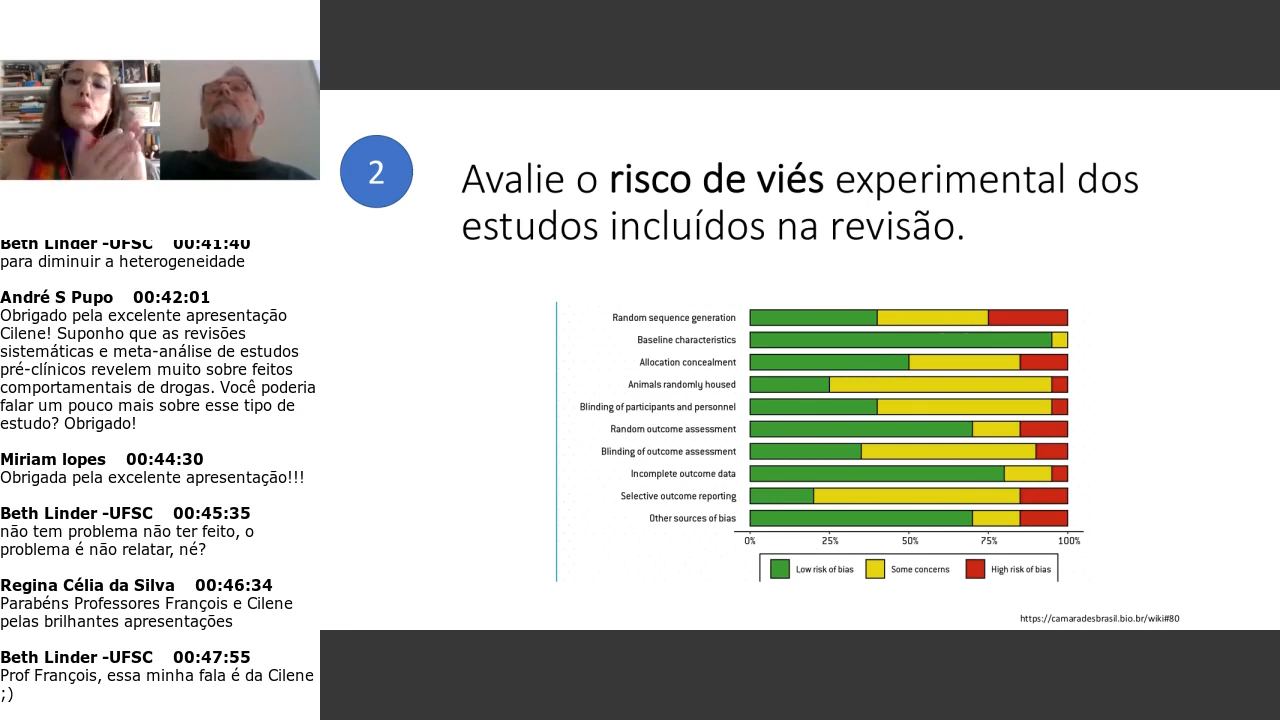 Beth Linder -UFSC 00:41:40
para diminuir a heterogeneidade
André S Pupo 00:42:01
Obrigado pela excelente apresentação
Cilene! Suponho que as revisões
sistemáticas e meta-análise de estudos
pré-clínicos revelem muito sobre feitos
comportamentais de drogas. Você poderia
falar um pouco mais sobre esse tipo de
estudo? Obrigado!
Miriam lopes 00:44:30
Obrigada pela excelente apresentação!!!
Beth Linder -UFSC 00:45:35
não tem problema não ter feito, o
problema é não relatar, né?
Regina Célia da Silva 00:46:34
Parabéns Professores François e Cilene
pelas brilhantes apresentações
Beth Linder -UFSC 00:47:55
Prof François, essa minha fala é da Cilene
;)
2
Avalie o risco de viés experimental dos
estudos incluídos na revisão.
Random sequence generation
Baseline characteristics
Allocation concealment
Animals randomly housed
Blinding of participants and personnel
Random outcome assessment
Blinding of outcome assessment
Incomplete outcome data
Selective outcome reporting
Other sources of bias
0% 25% 50% 75% 100%
Low risk of bias Some concerns High risk of bias
https://camaradesbrasil.bio.br/wiki#80